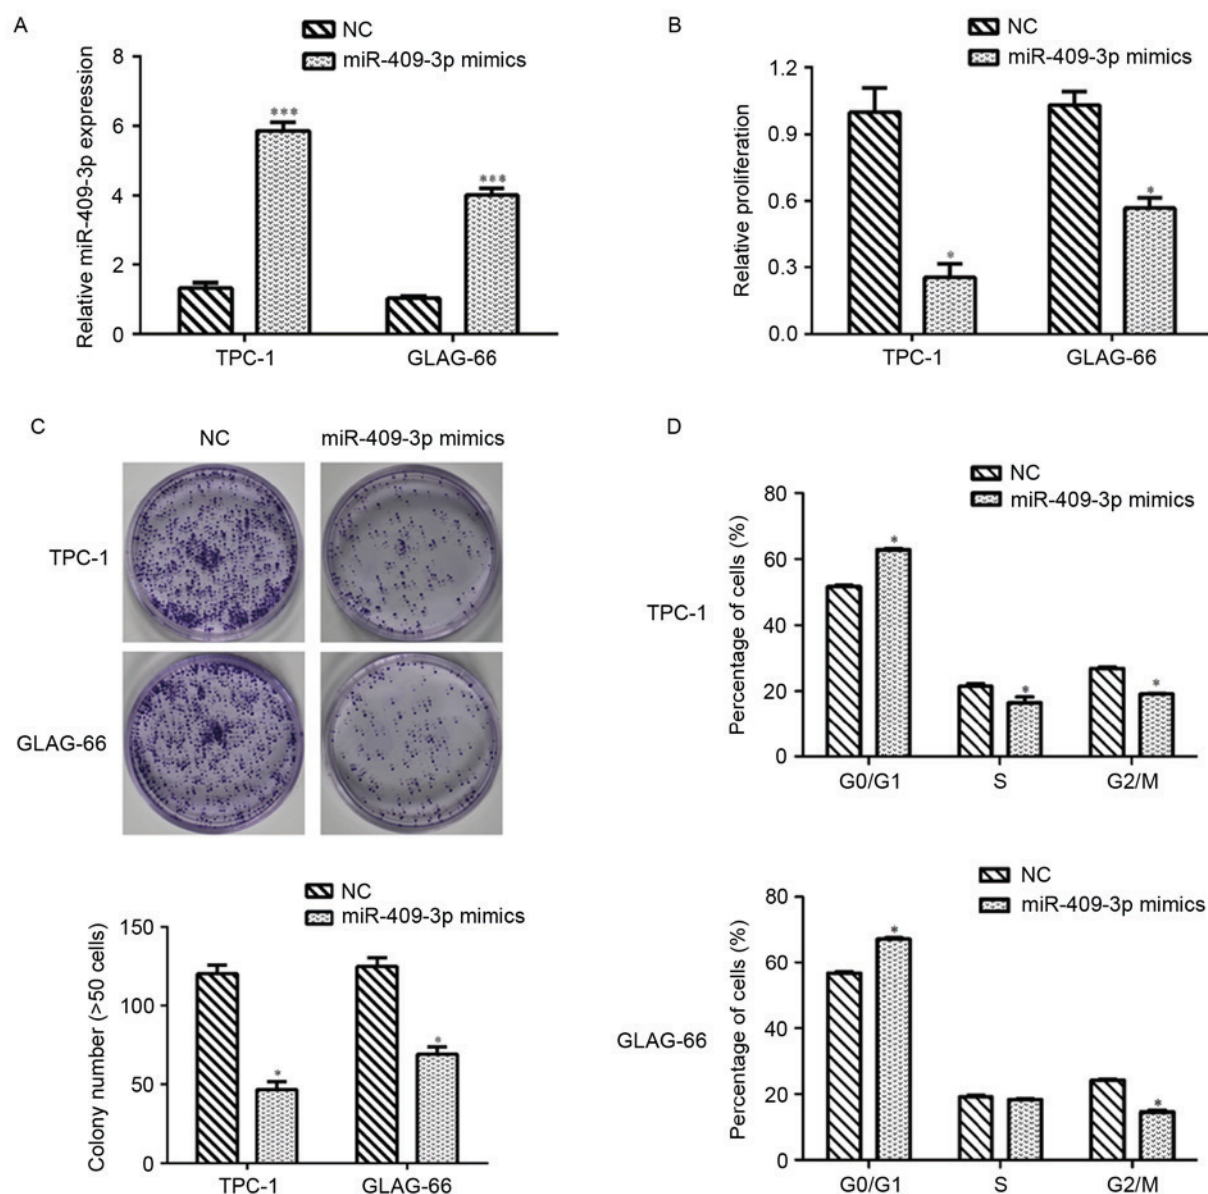 A
NC
miR-409-3p mimics
Relative miR-409-3p expression
8
6
4
2
0
***
***
TPC-1
GLAG-66
B
NC
miR-409-3p mimics
Relative proliferation
1.2
0.9
0.6
0.3
0.0
*
*
TPC-1
GLAG-66
C
NC
miR-409-3p mimics
TPC-1
GLAG-66
NC
miR-409-3p mimics
Colony number (>50 cells)
150
100
50
0
*
*
TPC-1
GLAG-66
D
NC
miR-409-3p mimics
TPC-1
Percentage of cells (%)
80
60
40
20
0
*
*
*
G0/G1
S
G2/M
NC
miR-409-3p mimics
GLAG-66
Percentage of cells (%)
80
60
40
20
0
*
*
G0/G1
S
G2/M